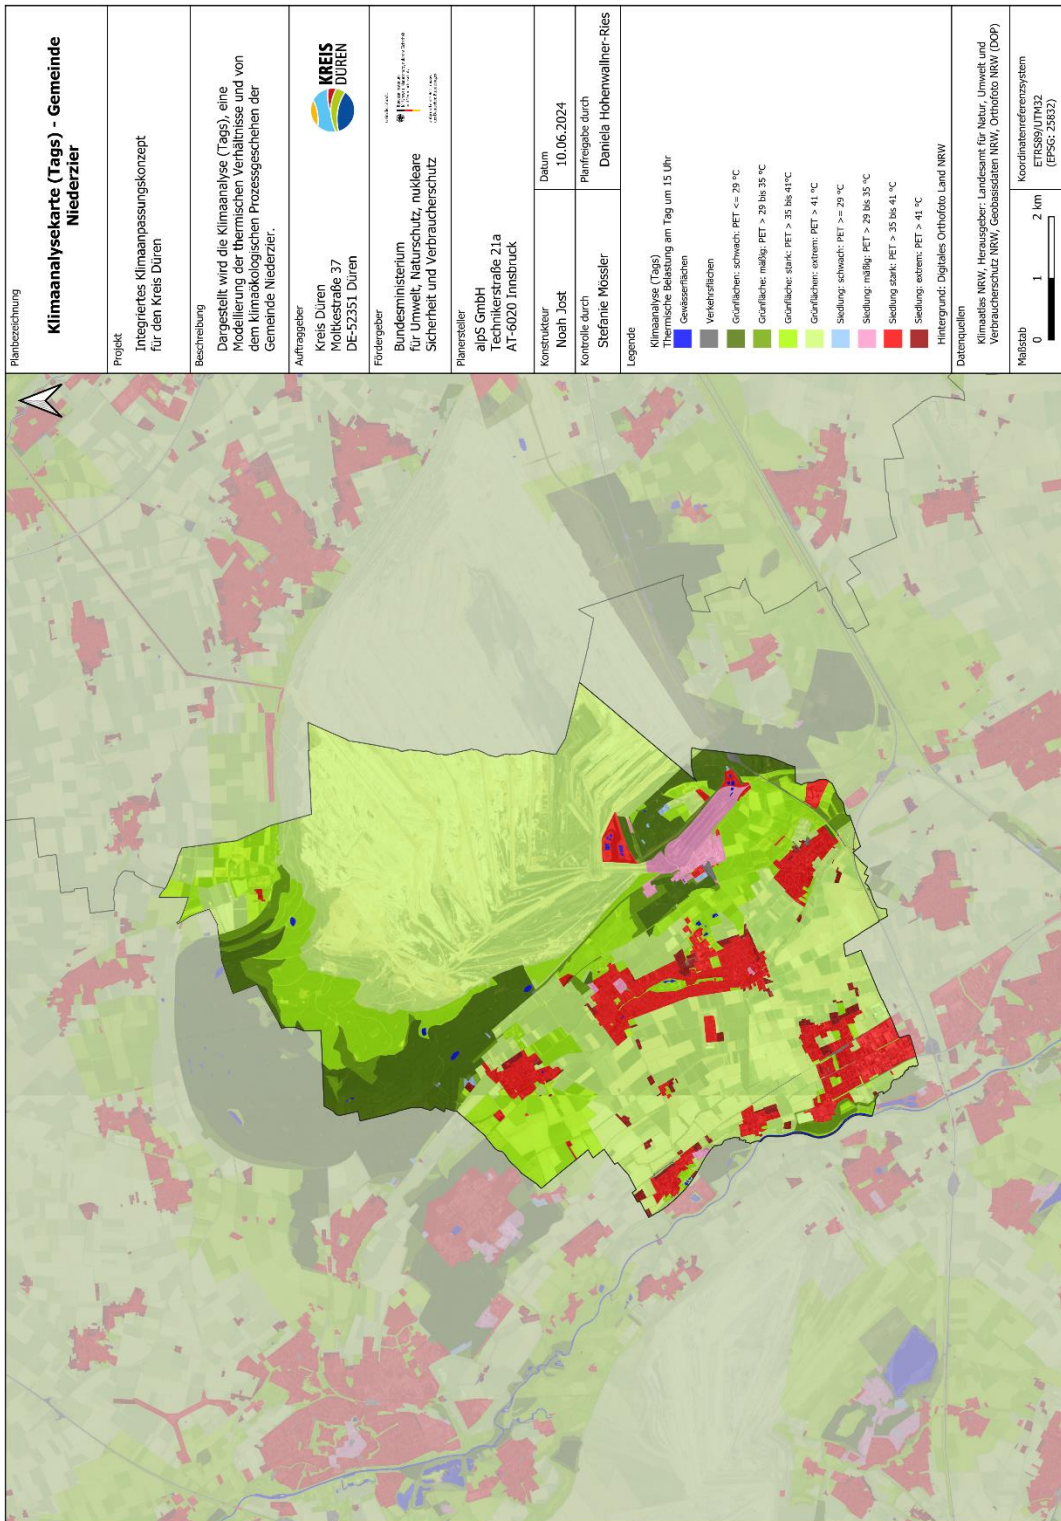 Planbezeichnung
Klimaanalysekarte (Tags) - Gemeinde
Niederzier
Projekt
Integriertes Klimaanpassungskonzept
für den Kreis Düren
Beschreibung
Dargestellt wird die Klimaanalyse (Tags), eine
Modellierung der thermischen Verhältnisse und von
dem klimaökologischen Prozessgeschehen der
Gemeinde Niederzier.
Auftraggeber
Kreis Düren
Moltkestraße 37
DE-52351 Düren
KREIS
DÜREN
Fördergeber
Bundesministerium
für Umwelt, Naturschutz, nukleare
Sicherheit und Verbraucherschutz
Planersteller
alpS GmbH
Technikerstraße 21a
AT-6020 Innsbruck
Konstrukteur
Noah Jost
Datum
10.06.2024
Kontrolle durch
Stefanie Mössler
Planfreigabe durch
Daniela Hohenwallner-Ries
Legende
Klimaanalyse (Tags)
Thermische Belastung am Tag um 15 Uhr
Gewässerflächen
Verkehrsflächen
Grünflächen: schwach: PET <= 29 °C
Grünfläche: mäßig: PET > 29 bis 35 °C
Grünfläche: stark: PET > 35 bis 41°C
Grünflächen: extrem: PET > 41 °C
Siedlung: schwach: PET >= 29 °C
Siedlung: mäßig: PET > 29 bis 35 °C
Siedlung stark: PET > 35 bis 41 °C
Siedlung: extrem: PET > 41 °C
Hintergrund: Digitales Orthofoto Land NRW
Datenquellen
Klimaatlas NRW, Herausgeber: Landesamt für Natur, Umwelt und
Verbraucherschutz NRW, Geobasisdaten NRW, Orthofoto NRW (DOP)
Maßstab
0 1 2 km
Koordinatenreferenzsystem
ETRS89/UTM32
(EPSG: 25832)